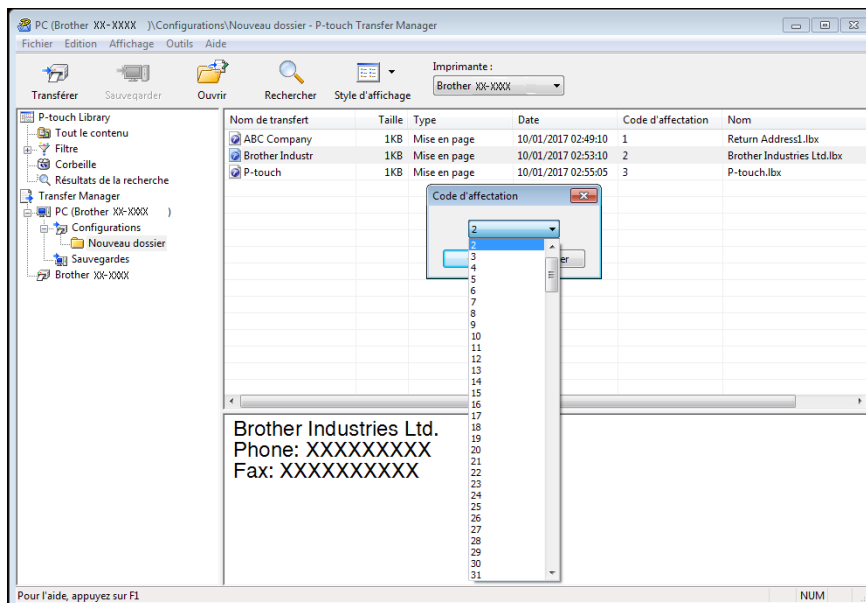 PC (Brother XX-XXXX )\Configurations\Nouveau dossier - P-touch Transfer Manager
Fichier Edition Affichage Outils Aide
Transférer Sauvegarder Ouvrir Rechercher Style d'affichage
Imprimante :
Brother XX-XXXX
P-touch Library
Tout le contenu
Filtre
Corbeille
Résultats de la recherche
Transfer Manager
PC (Brother XX-XXXX )
Configurations
Nouveau dossier
Sauvegardes
Brother XX-XXXX
Nom de transfert Taille Type Date Code d'affectation Nom
ABC Company 1KB Mise en page 10/01/2017 02:49:10 1 Return Address1.lbx
Brother Industr 1KB Mise en page 10/01/2017 02:53:10 2 Brother Industries Ltd.lbx
P-touch 1KB Mise en page 10/01/2017 02:55:05 3 P-touch.lbx
Code d'affectation
2
er
2
3
4
5
6
7
8
9
10
11
12
13
14
15
16
17
18
19
20
21
22
23
24
25
26
27
28
29
30
31
Brother Industries Ltd.
Phone: XXXXXXXXX
Fax: XXXXXXXXXX
Pour l'aide, appuyez sur F1
NUM